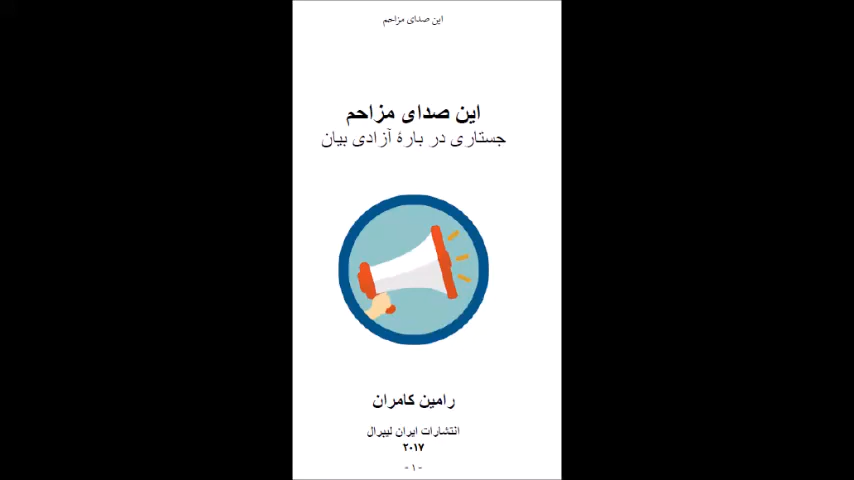 این صدای مزاحم
این صدای مزاحم
جستاری در بارهٔ آزادی بیان
رامین کامران
انتشارات ایران لیبرال
۲۰۱۷
- ۱ -